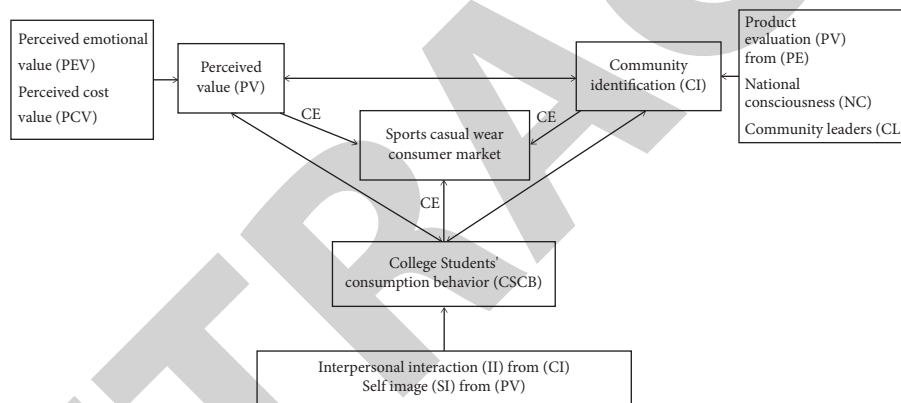 Perceived emotional
value (PEV)
Perceived cost
value (PCV)
Perceived
value (PV)
Community
identification (CI)
Product
evaluation (PV)
from (PE)
National
consciousness (NC)
Community leaders (CL
CE
CE
Sports casual wear
consumer market
CE
College Students'
consumption behavior (CSCB)
Interpersonal interaction (II) from (CI)
Self image (SI) from (PV)